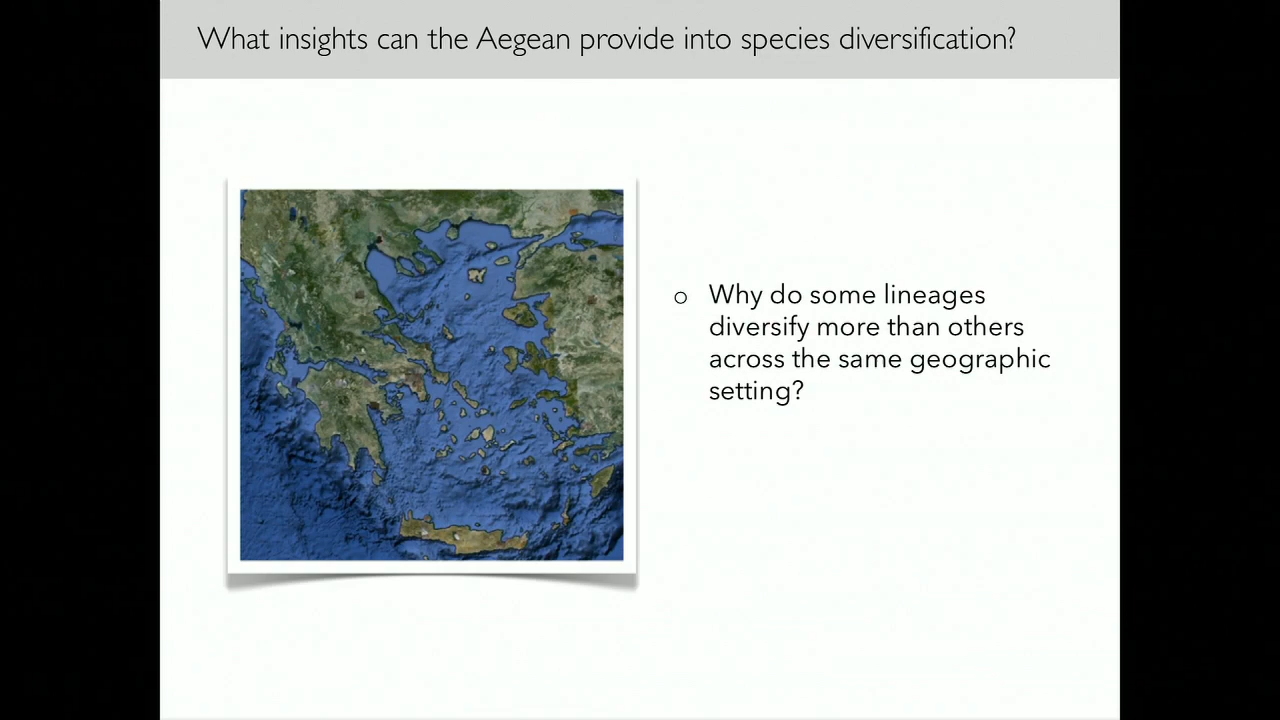 What insights can the Aegean provide into species diversification?
o Why do some lineages
diversify more than others
across the same geographic
setting?